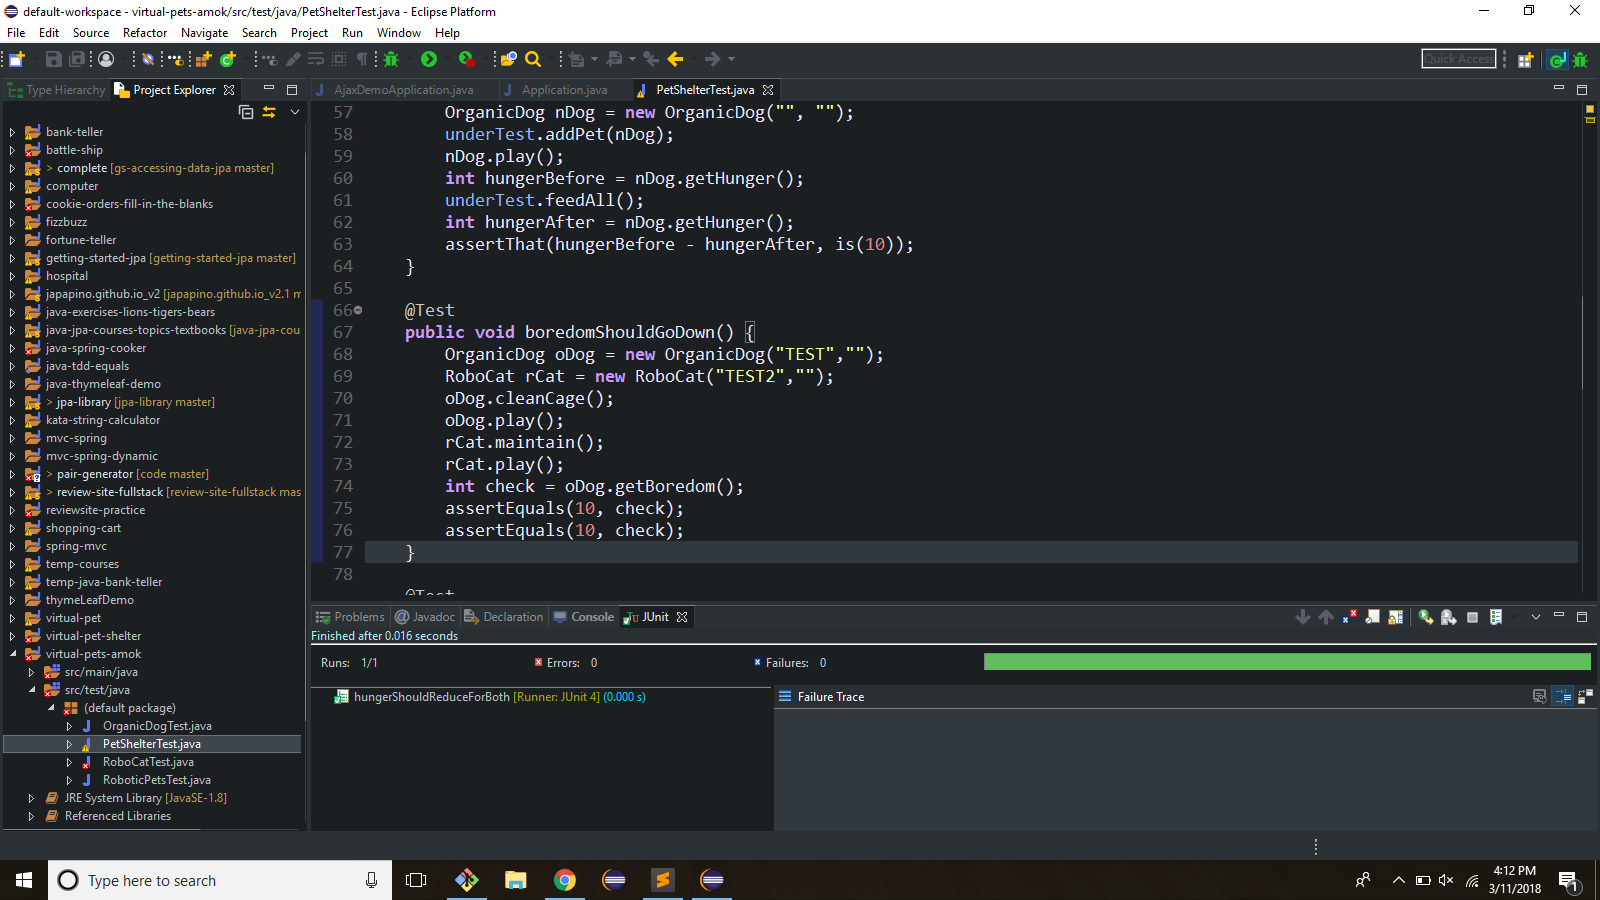 default-workspace - virtual-pets-amok/src/test/java/PetShelterTest.java - Eclipse Platform
File Edit Source Refactor Navigate Search Project Run Window Help
Quick Access
Type Hierarchy Project Explorer
AjaxDemoApplication.java Application.java PetShelterTest.java
bank-teller
battle-ship
> complete [gs-accessing-data-jpa master]
computer
cookie-orders-fill-in-the-blanks
fizzbuzz
fortune-teller
getting-started-jpa [getting-started-jpa master]
hospital
japapino.github.io_v2 [japapino.github.io_v2.1 m
java-exercises-lions-tigers-bears
java-jpa-courses-topics-textbooks [java-jpa-cou
java-spring-cooker
java-tdd-equals
java-thymeleaf-demo
> jpa-library [jpa-library master]
kata-string-calculator
mvc-spring
mvc-spring-dynamic
> pair-generator [code master]
> review-site-fullstack [review-site-fullstack mas
reviewsite-practice
shopping-cart
spring-mvc
temp-courses
temp-java-bank-teller
thymeLeafDemo
virtual-pet
virtual-pet-shelter
virtual-pets-amok
src/main/java
src/test/java
(default package)
OrganicDogTest.java
PetShelterTest.java
RoboCatTest.java
RoboticPetsTest.java
JRE System Library [JavaSE-1.8]
Referenced Libraries
57 OrganicDog nDog = new OrganicDog("", "");
58 underTest.addPet(nDog);
59 nDog.play();
60 int hungerBefore = nDog.getHunger();
61 underTest.feedAll();
62 int hungerAfter = nDog.getHunger();
63 assertThat(hungerBefore - hungerAfter, is(10));
64 }
65
66 @Test
67 public void boredomShouldGoDown() {
68 OrganicDog oDog = new OrganicDog("TEST","");
69 RoboCat rCat = new RoboCat("TEST2","");
70 oDog.cleanCage();
71 oDog.play();
72 rCat.maintain();
73 rCat.play();
74 int check = oDog.getBoredom();
75 assertEquals(10, check);
76 assertEquals(10, check);
77 }
78
@Test
Problems Javadoc Declaration Console JUnit
Finished after 0.016 seconds
Runs: 1/1 Errors: 0 Failures: 0
hungerShouldReduceForBoth [Runner: JUnit 4] (0.000 s)
Failure Trace
Type here to search
4:12 PM
3/11/2018
1